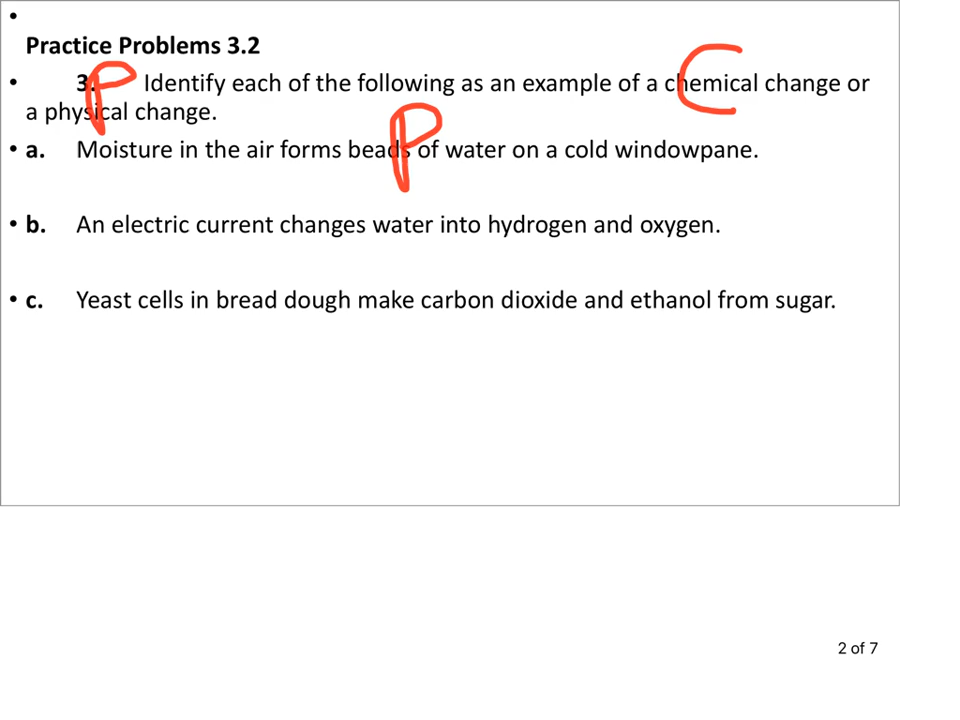 •
Practice Problems 3.2
• 3. Identify each of the following as an example of a chemical change or
a physical change.
P
C
P
• a. Moisture in the air forms beads of water on a cold windowpane.
• b. An electric current changes water into hydrogen and oxygen.
• c. Yeast cells in bread dough make carbon dioxide and ethanol from sugar.
2 of 7